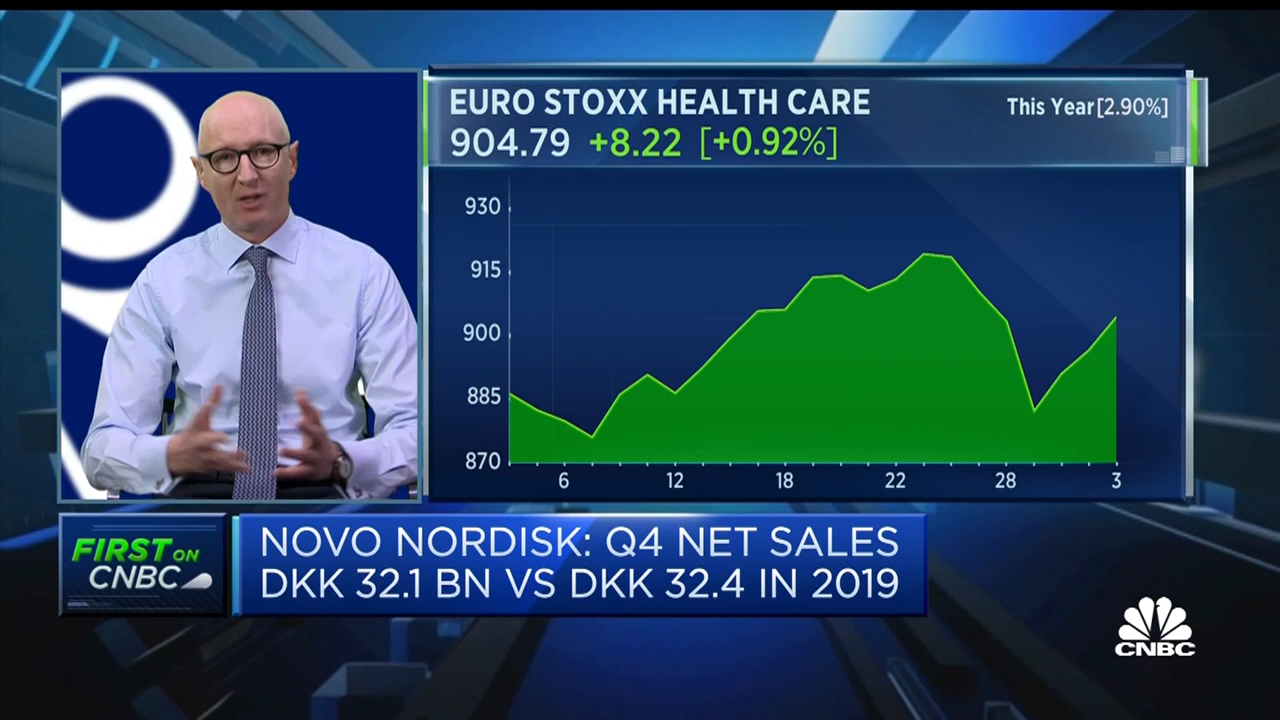 EURO STOXX HEALTH CARE
This Year[2.90%]
904.79 +8.22 [+0.92%]
930
915
900
885
870
6 12 18 22 28 3
FIRST ON
CNBC
NOVO NORDISK: Q4 NET SALES
DKK 32.1 BN VS DKK 32.4 IN 2019
CNBC